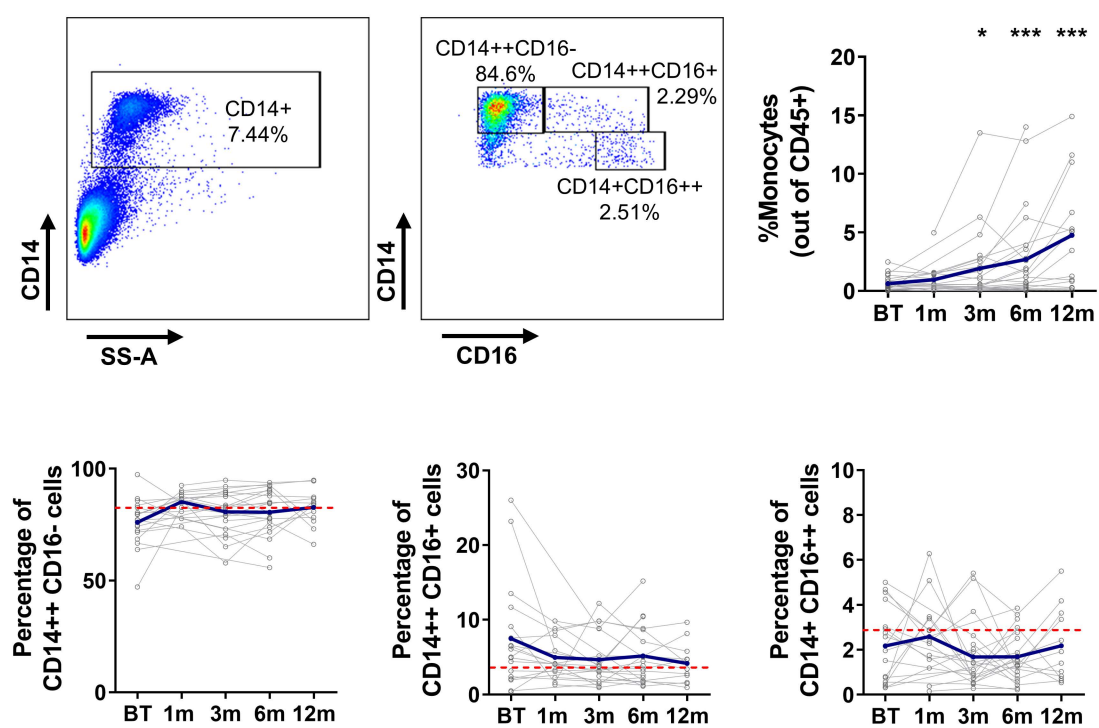 CD14+
7.44%
CD14
SS-A
CD14++CD16-
84.6%
CD14++CD16+
2.29%
CD14+CD16++
2.51%
CD14
CD16
* *** ***
%Monocytes
(out of CD45+)
20
15
10
5
0
BT 1m 3m 6m 12m
Percentage of
CD14++ CD16- cells
100
50
0
BT 1m 3m 6m 12m
Percentage of
CD14++ CD16+ cells
30
20
10
0
BT 1m 3m 6m 12m
Percentage of
CD14+ CD16++ cells
10
8
6
4
2
0
BT 1m 3m 6m 12m